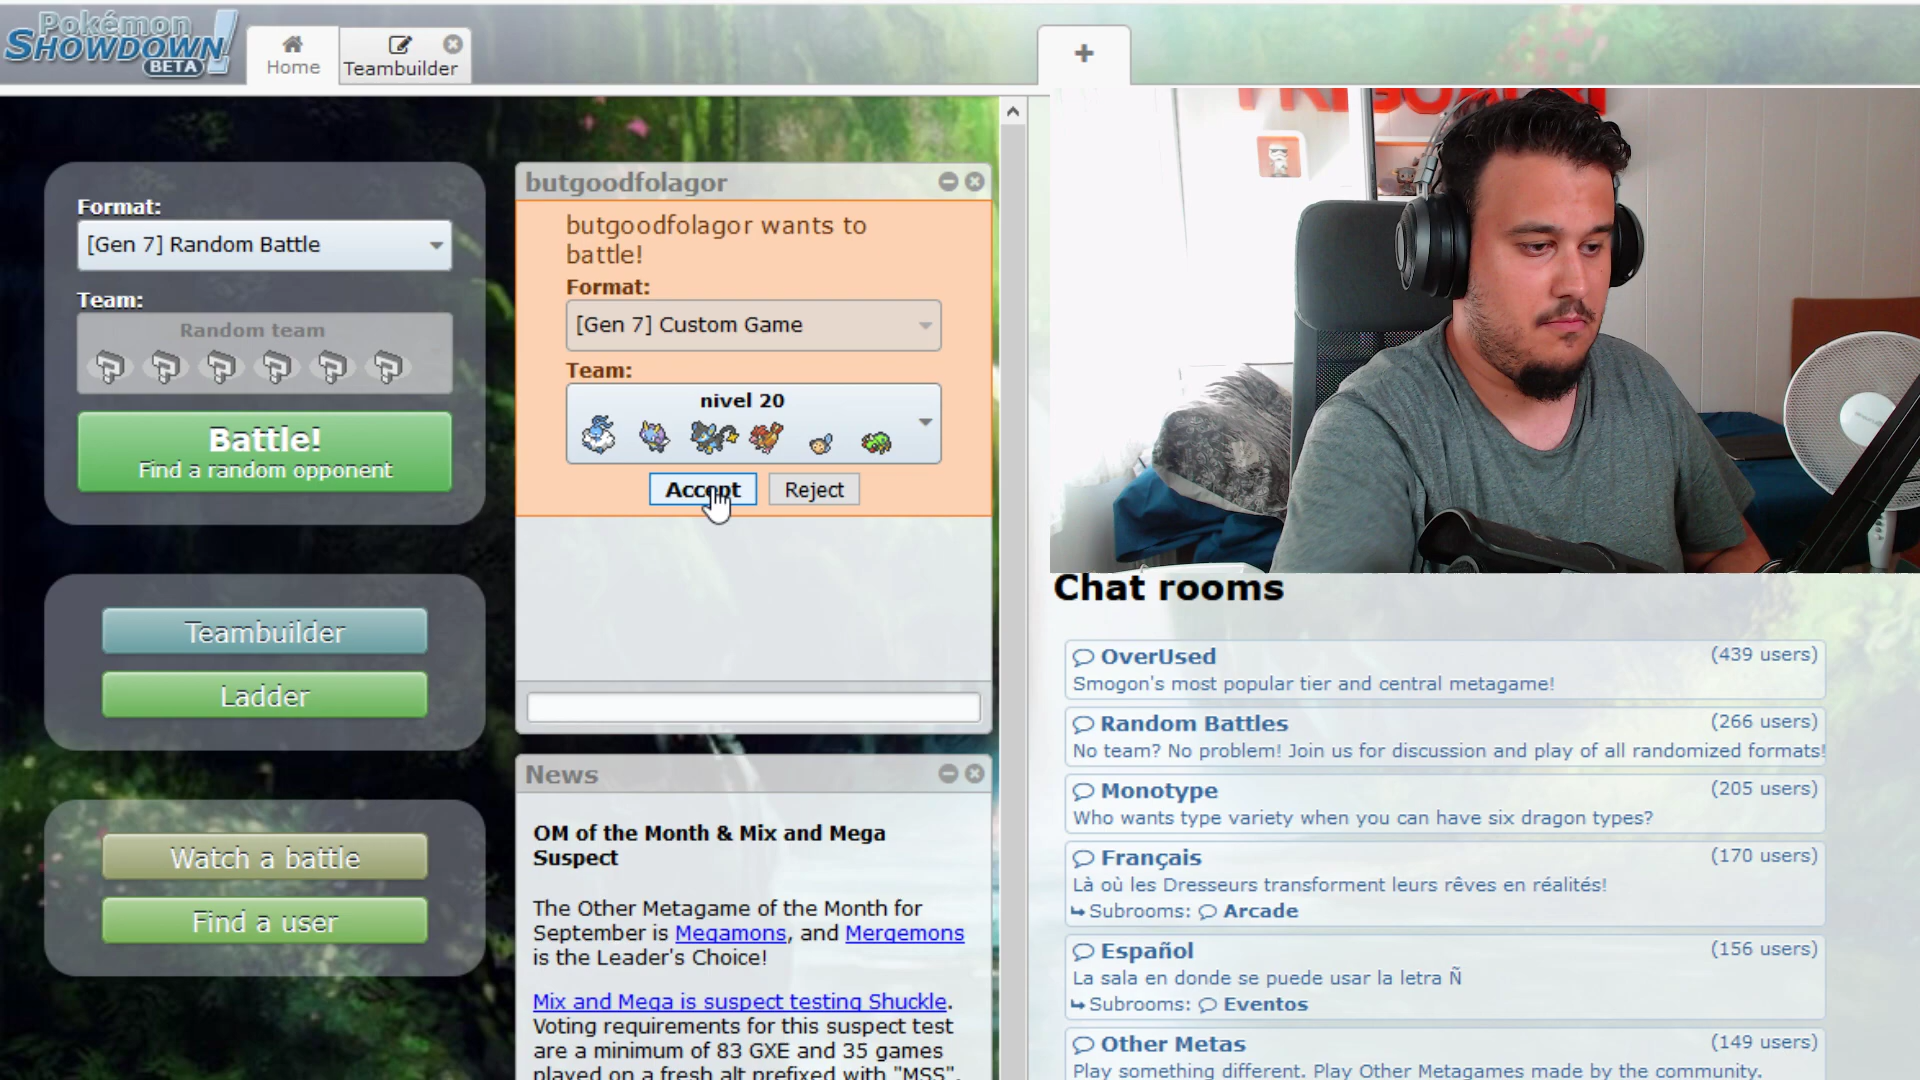 Pokémon
SHOWDOWN!
BETA
Home
Teambuilder
Format:
[Gen 7] Random Battle
Team:
Random team
Battle!
Find a random opponent
Teambuilder
Ladder
Watch a battle
Find a user
butgoodfolagor
butgoodfolagor wants to
battle!
Format:
[Gen 7] Custom Game
Team:
nivel 20
Accept
Reject
News
OM of the Month & Mix and Mega
Suspect
The Other Metagame of the Month for
September is Megamons, and Mergemons
is the Leader's Choice!
Mix and Mega is suspect testing Shuckle.
Voting requirements for this suspect test
are a minimum of 83 GXE and 35 games
played on a fresh alt prefixed with "MSS".
Chat rooms
OverUsed (439 users)
Smogon's most popular tier and central metagame!
Random Battles (266 users)
No team? No problem! Join us for discussion and play of all randomized formats!
Monotype (205 users)
Who wants type variety when you can have six dragon types?
Français (170 users)
Là où les Dresseurs transforment leurs rêves en réalités!
Subrooms: Arcade
Español (156 users)
La sala en donde se puede usar la letra Ñ
Subrooms: Eventos
Other Metas (149 users)
Play something different. Play Other Metagames made by the community.